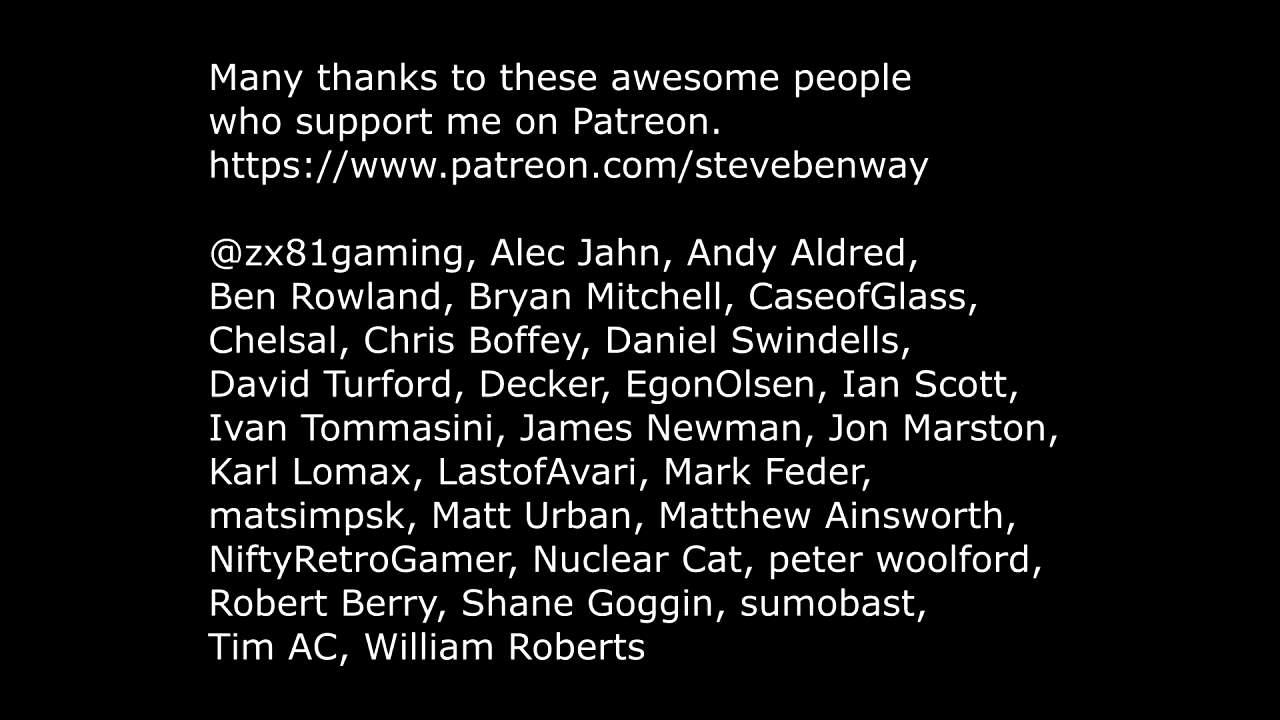 Many thanks to these awesome people
who support me on Patreon.
https://www.patreon.com/stevebenway
@zx81gaming, Alec Jahn, Andy Aldred,
Ben Rowland, Bryan Mitchell, CaseofGlass,
Chelsal, Chris Boffey, Daniel Swindells,
David Turford, Decker, EgonOlsen, Ian Scott,
Ivan Tommasini, James Newman, Jon Marston,
Karl Lomax, LastofAvari, Mark Feder,
matsimpsk, Matt Urban, Matthew Ainsworth,
NiftyRetroGamer, Nuclear Cat, peter woolford,
Robert Berry, Shane Goggin, sumobast,
Tim AC, William Roberts